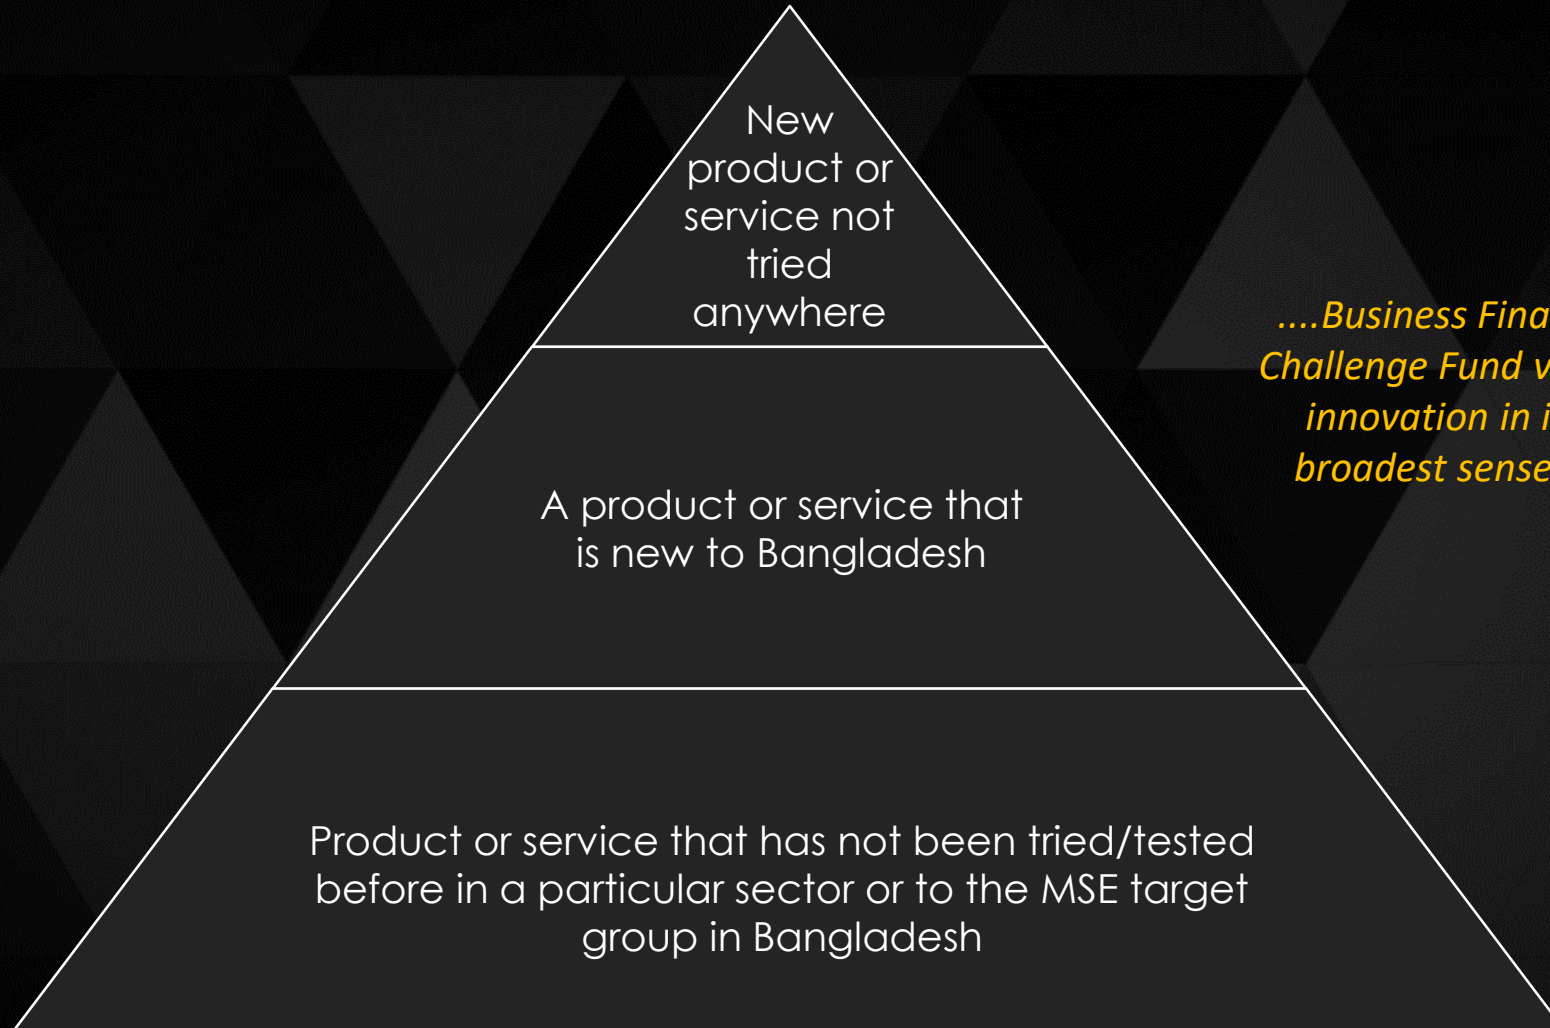 New
product or
service not
tried
anywhere
A product or service that
is new to Bangladesh
Product or service that has not been tried/tested
before in a particular sector or to the MSE target
group in Bangladesh
....Business
Challenge Fund
innovation in
broadest sense